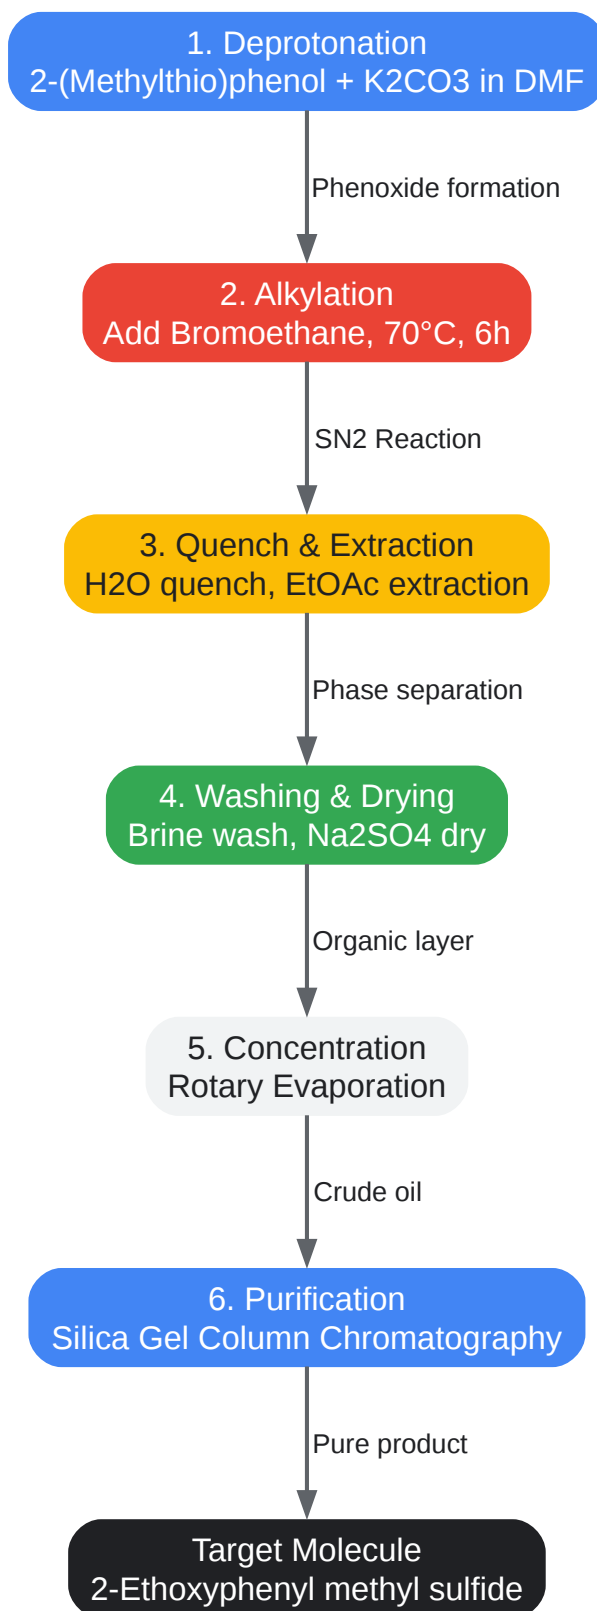 1. Deprotonation
2-(Methylthio)phenol + K2CO3 in DMF
Phenoxide formation
2. Alkylation
Add Bromoethane, 70°C, 6h
SN2 Reaction
3. Quench & Extraction
H2O quench, EtOAc extraction
Phase separation
4. Washing & Drying
Brine wash, Na2SO4 dry
Organic layer
5. Concentration
Rotary Evaporation
Crude oil
6. Purification
Silica Gel Column Chromatography
Pure product
Target Molecule
2-Ethoxyphenyl methyl sulfide